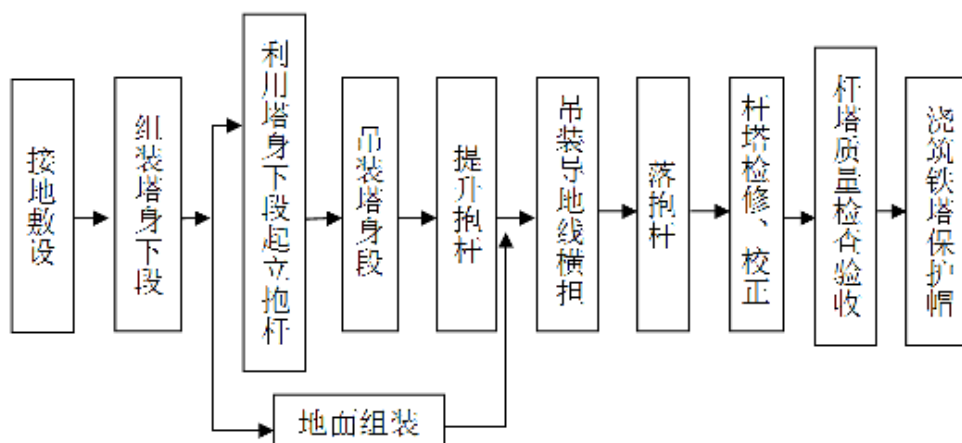 接地敷设
组装塔身下段
利用塔身下段起立抱杆
吊装塔身段
提升抱杆
吊装导地线横担
落抱杆
杆塔检修、校正
杆塔质量检否验收
浇筑铁塔保护帽
地面组装